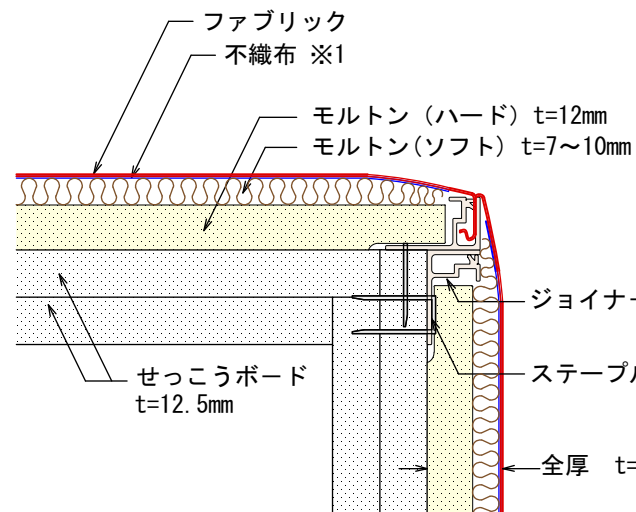 ファブリック
不織布 ※1
モルトン（ハード）t=12mm
モルトン(ソフト) t=7～10mm
ジョイナー
ステープル
せっこうボード
t=12.5mm
全厚 t=